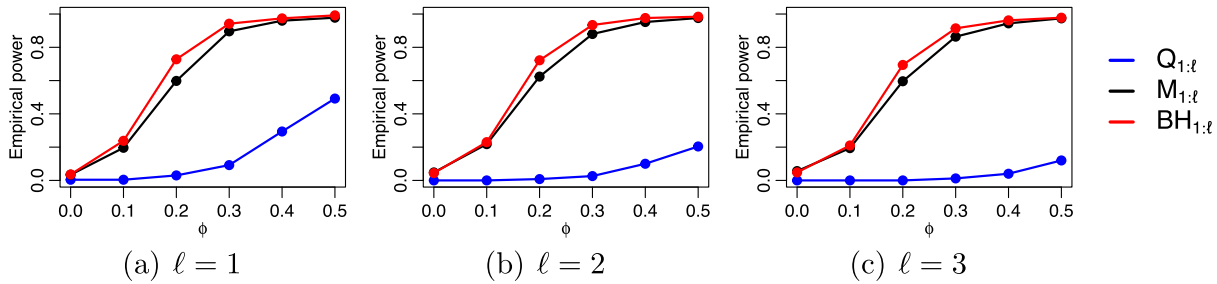 Empirical power
0.0 0.4 0.8
0.0 0.1 0.2 0.3 0.4 0.5
ϕ
(a) ℓ = 1
Empirical power
0.0 0.4 0.8
0.0 0.1 0.2 0.3 0.4 0.5
ϕ
(b) ℓ = 2
Empirical power
0.0 0.4 0.8
0.0 0.1 0.2 0.3 0.4 0.5
ϕ
(c) ℓ = 3
Q1:ℓ
M1:ℓ
BH1:ℓ